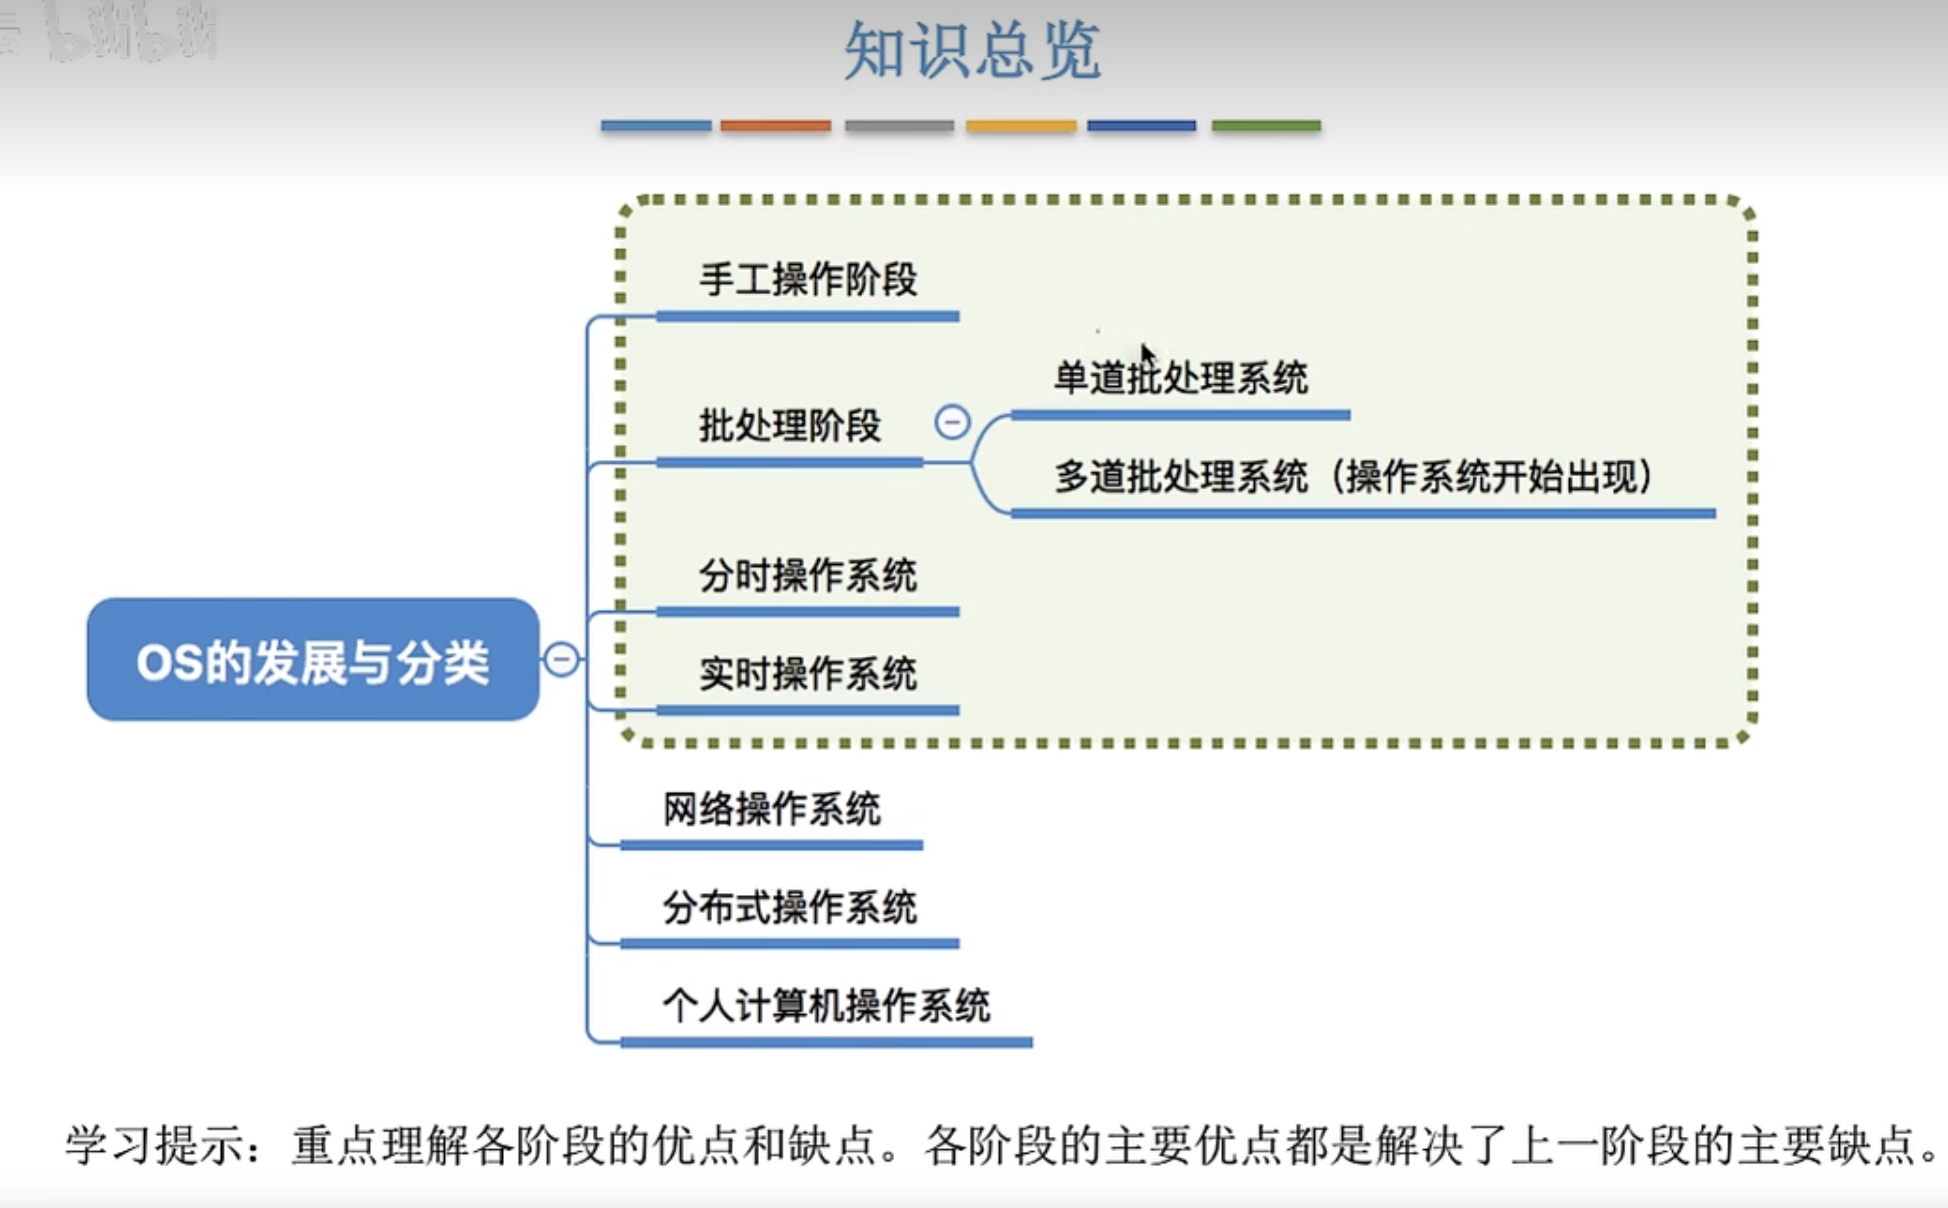 bilibili
知识总览
手工操作阶段
单道批处理系统
批处理阶段
多道批处理系统（操作系统开始出现）
分时操作系统
OS的发展与分类
实时操作系统
网络操作系统
分布式操作系统
个人计算机操作系统
学习提示：重点理解各阶段的优点和缺点。各阶段的主要优点都是解决了上一阶段的主要缺点。